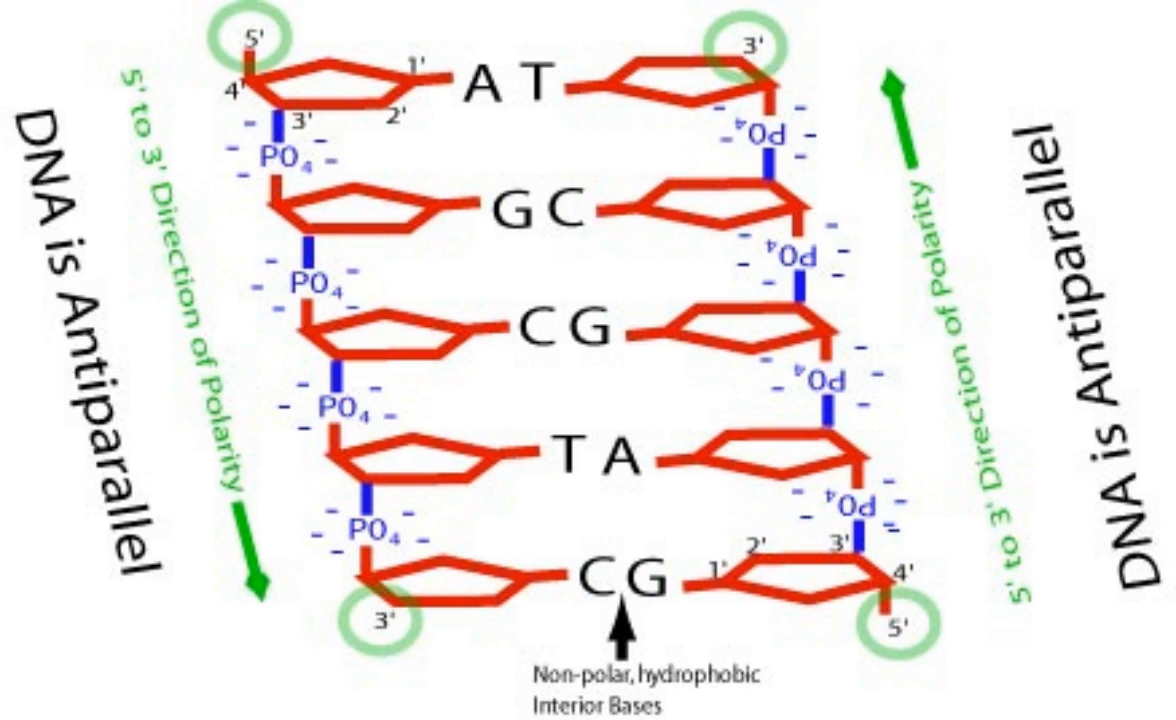 5' 3'
4' 1' A T
3' 2'
PO4 PO4
G C
PO4 PO4
C G
PO4 PO4
T A
PO4 PO4
C G 1' 2' 3' 4'
3' 5'
5' to 3' Direction of Polarity
DNA is Antiparallel
5' to 3' Direction of Polarity
DNA is Antiparallel
Non-polar, hydrophobic
Interior Bases